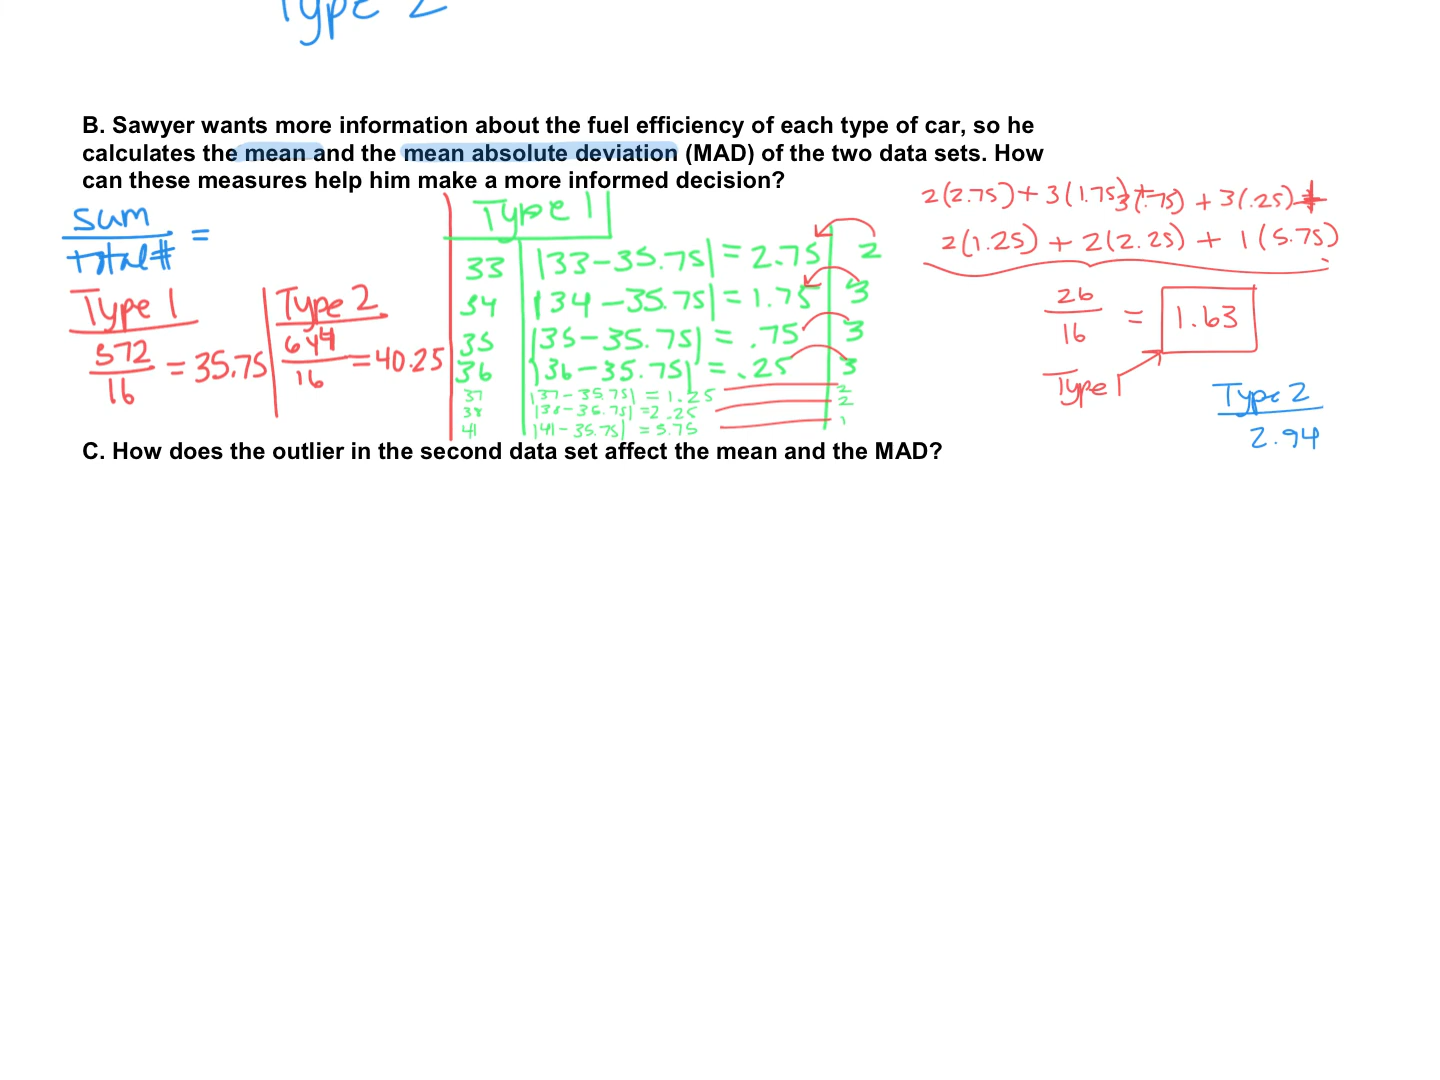 Type 2
B. Sawyer wants more information about the fuel efficiency of each type of car, so he
calculates the mean and the mean absolute deviation (MAD) of the two data sets. How
can these measures help him make a more informed decision?
sum
total# =
Type 1
572
16 = 35.75
Type 2
644
16 = 40.25
Type 1
33 |33-35.75| = 2.75 2
34 |34-35.75| = 1.75 3
35 |35-35.75| = .75 3
36 |36-35.75| = .25 3
37 |37-35.75| = 1.25 2
38 |38-35.75| = 2.25 2
41 |41-35.75| = 5.75 1
2(2.75) + 3(1.75) + 3(.75) + 3(.25) +
2(1.25) + 2(2.25) + 1(5.75)
26
16 = 1.63
Type 1
Type 2
2.94
C. How does the outlier in the second data set affect the mean and the MAD?